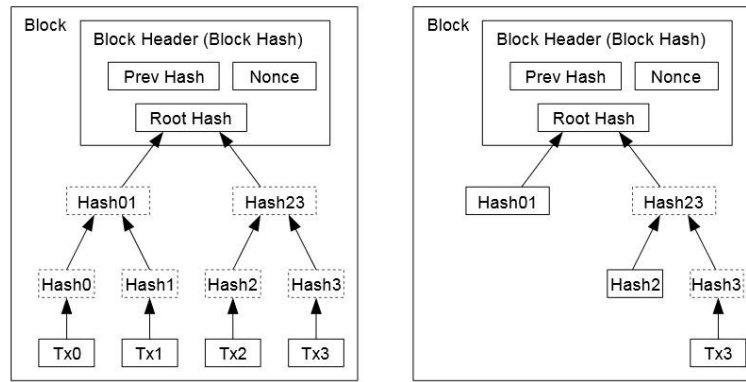 Block
Block Header (Block Hash)
Prev Hash
Nonce
Root Hash
Hash01
Hash23
Hash0
Hash1
Hash2
Hash3
Tx0
Tx1
Tx2
Tx3
Block
Block Header (Block Hash)
Prev Hash
Nonce
Root Hash
Hash01
Hash23
Hash2
Hash3
Tx3